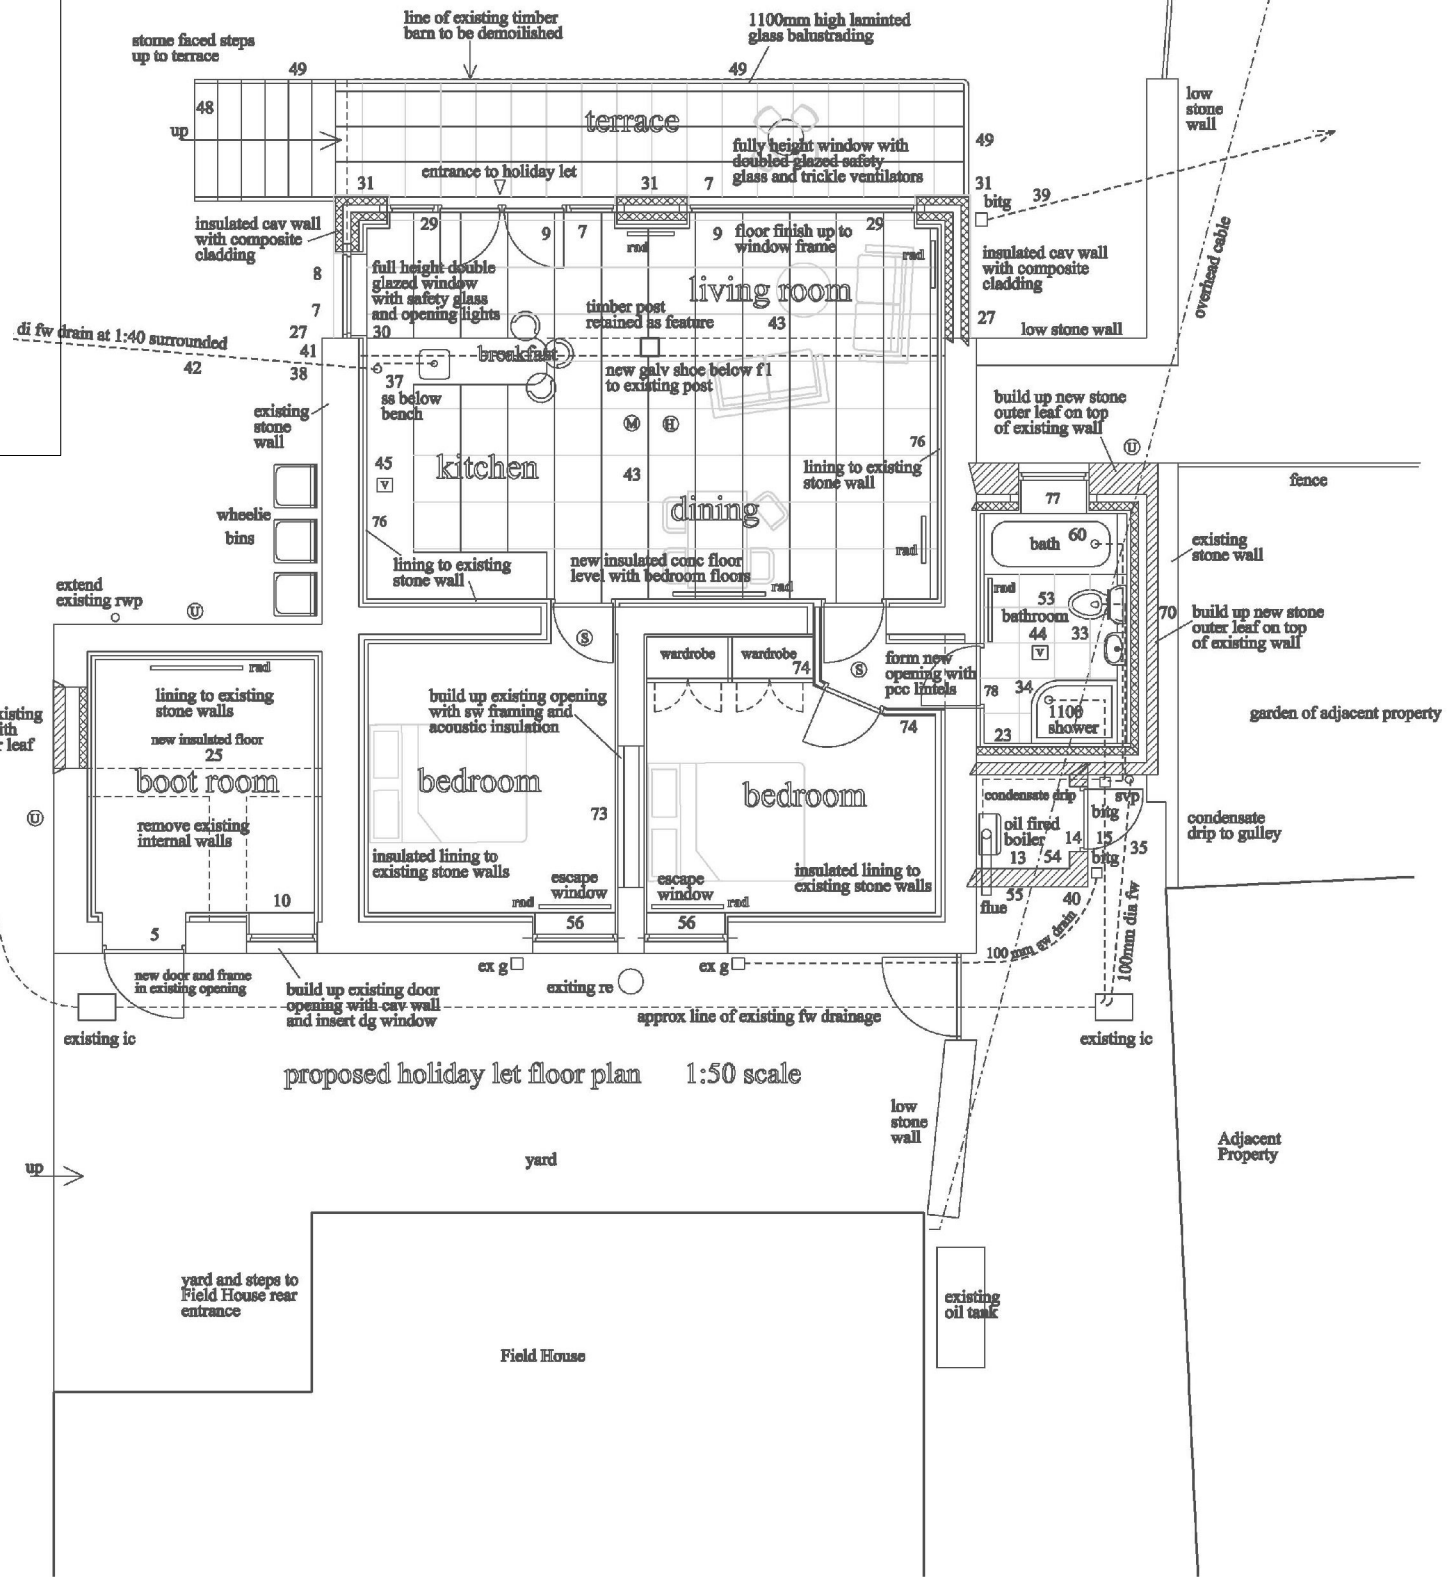 line of existing timber
barn to be demoilished
1100mm high laminted
glass balustrading
stome faced steps
up to terrace
49
49
48
up
terrace
low
stone
wall
fully height window with
doubled glazed safety
glass and trickle ventilators
49
entrance to holiday let
31
31
7
31
bitg
39
insulated cav wall
with composite
cladding
29
9
7
rad
9
floor finish up to
window frame
29
rad
insulated cav wall
with composite
cladding
overhead cable
8
full height double
glazed window
with safety glass
and opening lights
living room
7
timber post
retained as feature
43
27
27
low stone wall
di fw drain at 1:40 surrounded
30
41
breakfast
42
38
37
ss below
bench
new galv shoe below f1
to existing post
existing
stone
wall
build up new stone
outer leaf on top
of existing wall
M
H
U
76
45
V
kitchen
43
lining to existing
stone wall
fence
wheelie
bins
76
dining
77
bath
60
existing
stone wall
lining to existing
stone wall
new insulated conc floor
level with bedroom floors
rad
rad
extend
existing rwp
U
rad
53
bathroom
44
33
V
70
build up new stone
outer leaf on top
of existing wall
S
wardrobe
wardrobe
74
S
form new
opening with
pcc lintels
rad
lining to existing
stone walls
build up existing opening
with sw framing and
acoustic insulation
78
34
1100
shower
23
74
garden of adjacent property
new insulated floor
25
boot room
existing
with
leaf
bedroom
bedroom
condensate drip
svp
bitg
U
remove existing
internal walls
73
oil fired
boiler
14
15
13
54
bitg
35
condensate
drip to gulley
insulated lining to
existing stone walls
escape
window
escape
window
insulated lining to
existing stone walls
rad
rad
55
flue
40
10
5
56
56
100 mm sw drain
100mm dia fw
new door and frame
in existing opening
ex g
ex g
exiting re
build up existing door
opening with cav wall
and insert dg window
approx line of existing fw drainage
existing ic
existing ic
proposed holiday let floor plan 1:50 scale
low
stone
wall
Adjacent
Property
up
yard
yard and steps to
Field House rear
entrance
existing
oil tank
Field House